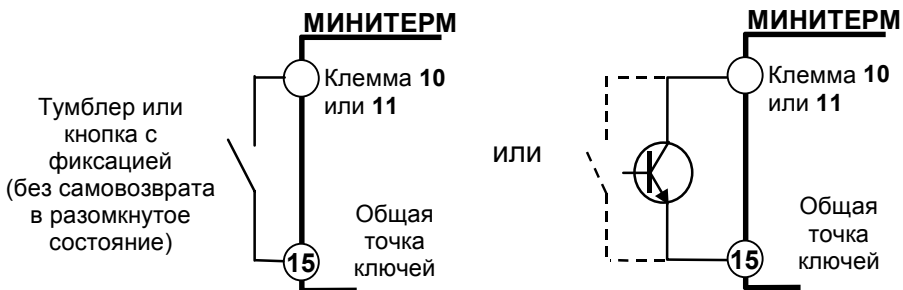 МИНИТЕРМ
Клемма 10
или 11
Тумблер или
кнопка с
фиксацией
(без самовозврата
в разомкнутое
состояние)
Общая
точка
ключей
15
или
МИНИТЕРМ
Клемма 10
или 11
Общая
точка
ключей
15